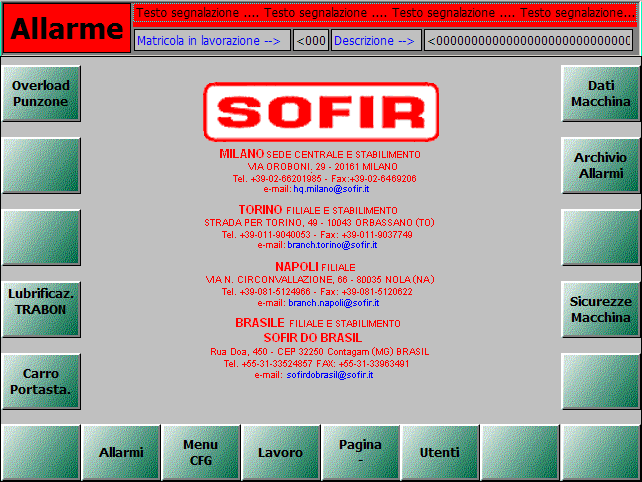 Allarme
Testo segnalazione .... Testo segnalazione .... Testo segnalazione .... Testo segnalazione...
Matricola in lavorazione -->
<000
Descrizione -->
<00000000000000000000000000000
Overload
Punzone
Dati
Macchina
SOFIR
MILANO SEDE CENTRALE E STABILIMENTO
VIA OROBONI, 29 - 20161 MILANO
Tel. +39-02-66201985 - Fax:+39-02-6469206
e-mail: hq.milano@sofir.it
Archivio
Allarmi
TORINO FILIALE E STABILIMENTO
STRADA PER TORINO, 49 - 10043 ORBASSANO (TO)
Tel. +39-011-9040053 - Fax: +39-011-9037749
e-mail: branch.torino@sofir.it
NAPOLI FILIALE
VIA N. CIRCONVALLAZIONE, 66 - 80035 NOLA (NA)
Tel. +39-081-5124966 - Fax: +39-081-5120622
e-mail: branch.napoli@sofir.it
Lubrificaz.
TRABON
Sicurezze
Macchina
BRASILE FILIALE E STABILIMENTO
SOFIR DO BRASIL
Rua Doa, 450 - CEP 32250 Contagam (MG) BRASIL
Tel. +55-31-33524857 FAX: +55-31-33963491
e-mail: sofirdobrasil@sofir.it
Carro
Portasta.
Allarmi
Menu
CFG
Lavoro
Pagina
-
Utenti